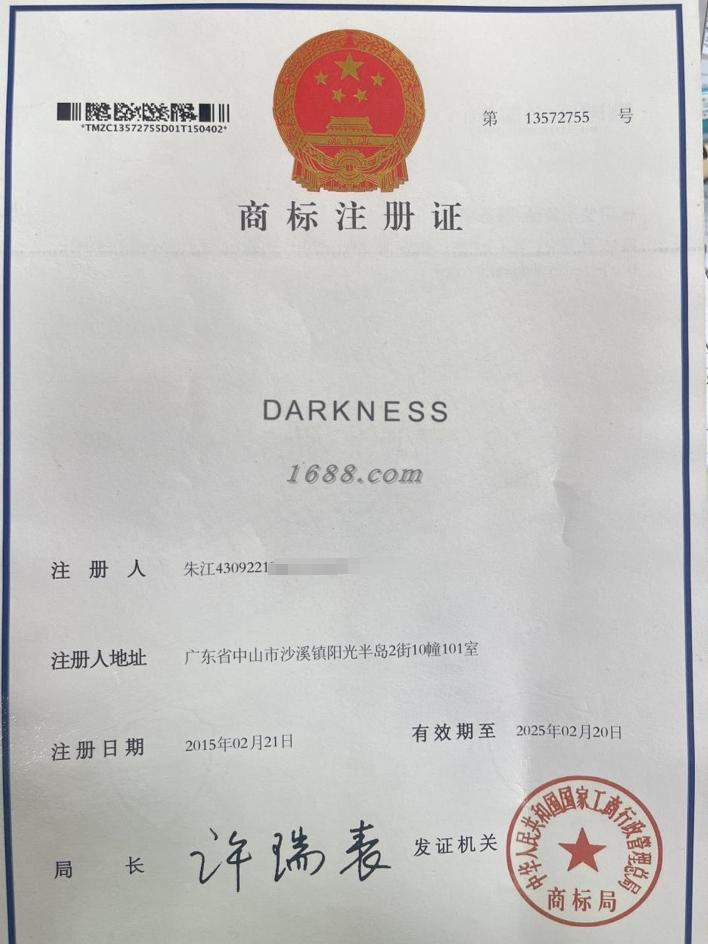 *TMZC13572755D01T150402*
第 13572755 号
商标注册证
DARKNESS
1688.com
注册人 朱江4309221
注册人地址 广东省中山市沙溪镇阳光半岛2街10幢101室
注册日期 2015年02月21日 有效期至 2025年02月20日
局长 许瑞表 发证机关
中华人民共和国国家工商行政管理总局
商标局